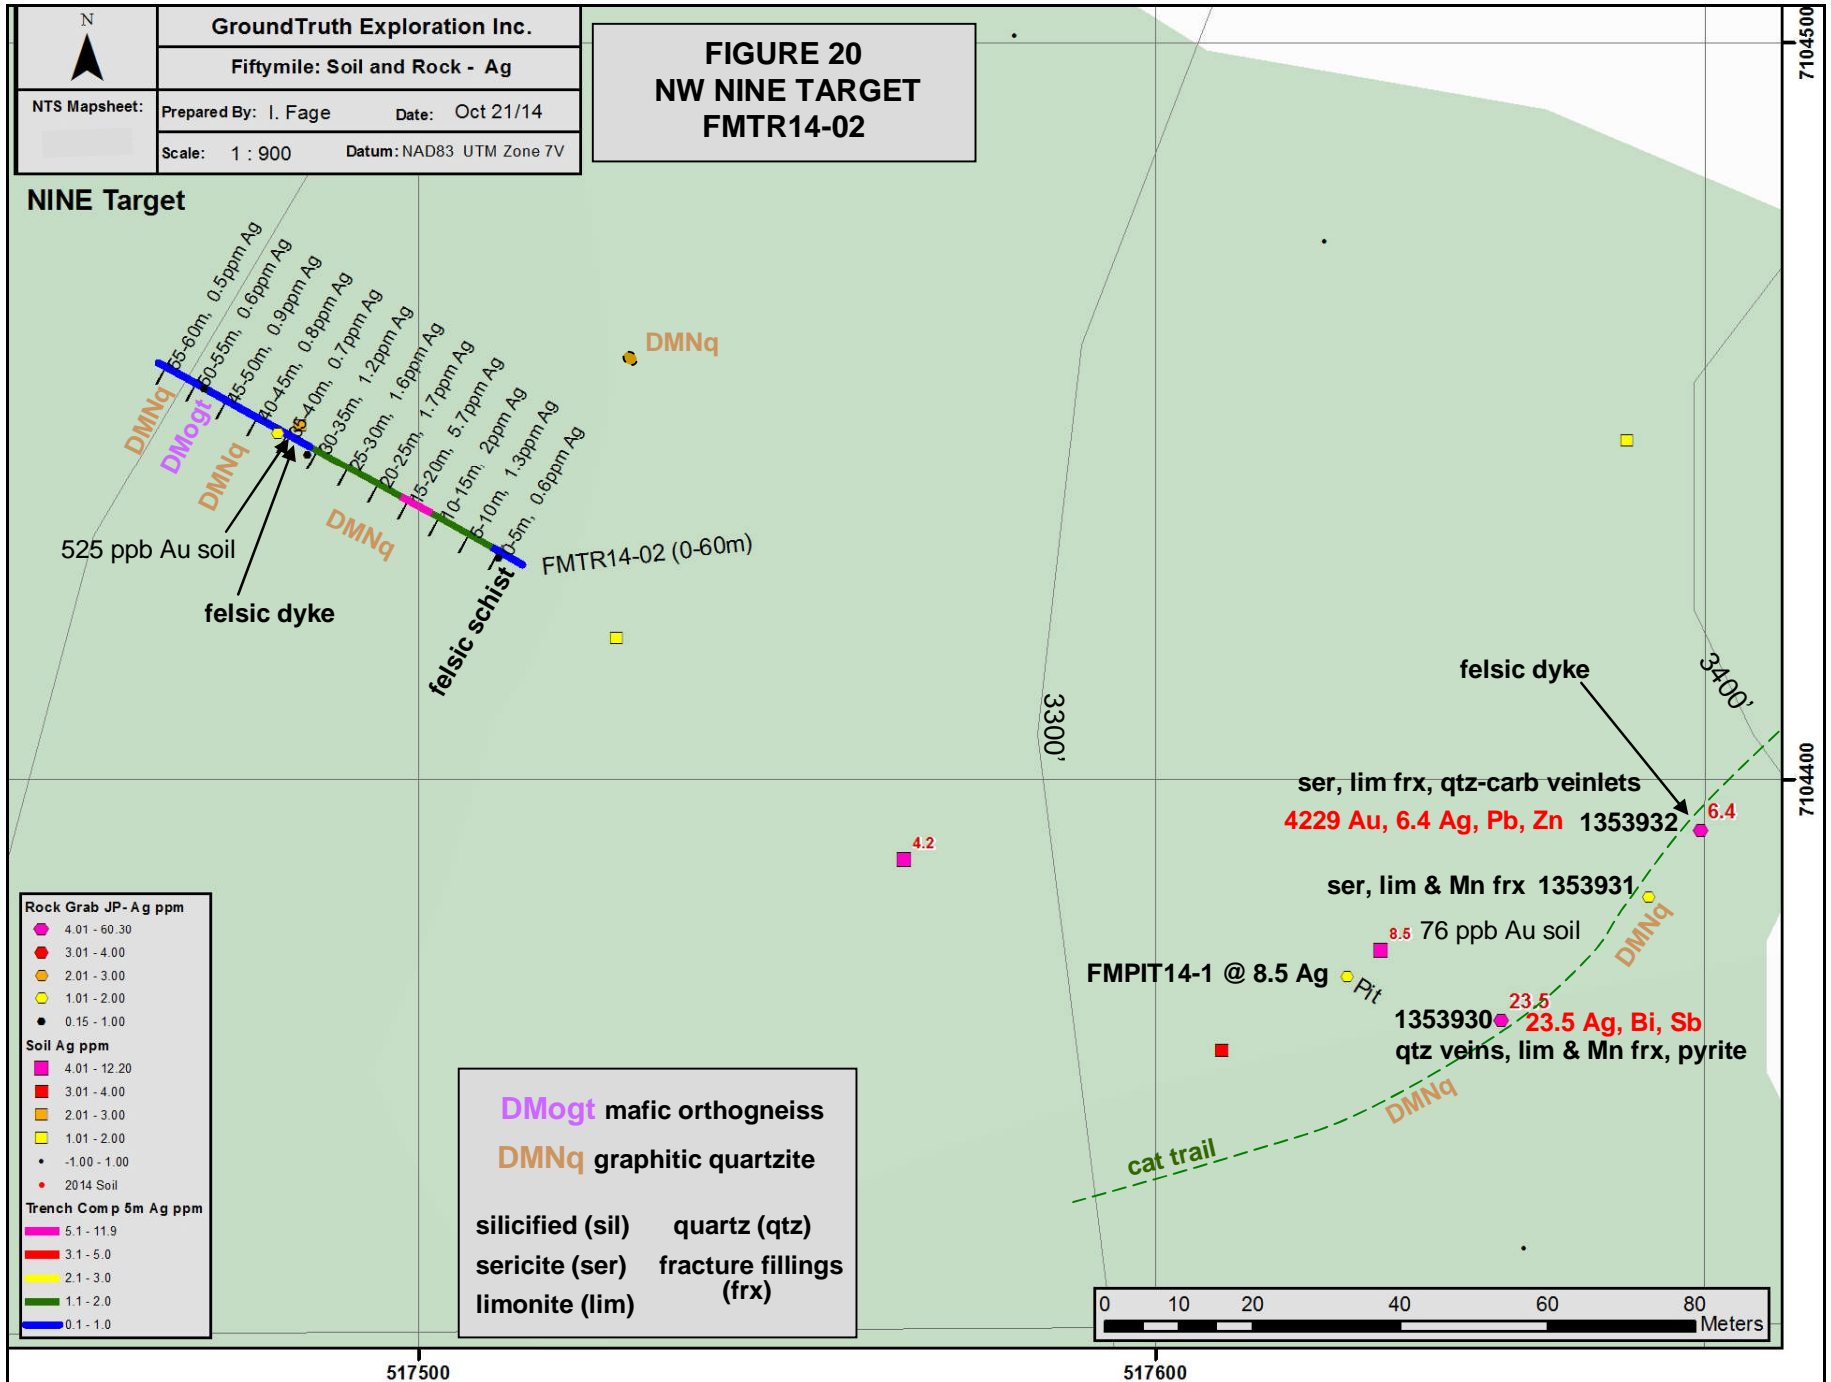 N
GroundTruth Exploration Inc.
Fiftymile: Soil and Rock - Ag
NTS Mapsheet:
Prepared By: I. Fage Date: Oct 21/14
Scale: 1 : 900 Datum: NAD83 UTM Zone 7V
FIGURE 20
NW NINE TARGET
FMTR14-02
7104500
NINE Target
55-60m, 0.5ppm Ag
50-55m, 0.6ppm Ag
45-50m, 0.9ppm Ag
40-45m, 0.8ppm Ag
35-40m, 0.7ppm Ag
30-35m, 1.2ppm Ag
25-30m, 1.6ppm Ag
20-25m, 1.7ppm Ag
15-20m, 5.7ppm Ag
10-15m, 2ppm Ag
5-10m, 1.3ppm Ag
0-5m, 0.6ppm Ag
DMNq
DMNq
DMogt
DMNq
DMNq
525 ppb Au soil
felsic dyke
FMTR14-02 (0-60m)
felsic schist
3300'
3400'
felsic dyke
7104400
ser, lim frx, qtz-carb veinlets
4229 Au, 6.4 Ag, Pb, Zn 1353932
6.4
4.2
ser, lim & Mn frx 1353931
8.5 76 ppb Au soil
DMNq
FMPIT14-1 @ 8.5 Ag
Pit
23.5
1353930 23.5 Ag, Bi, Sb
qtz veins, lim & Mn frx, pyrite
DMNq
cat trail
Rock Grab JP- Ag ppm
4.01 - 60.30
3.01 - 4.00
2.01 - 3.00
1.01 - 2.00
0.15 - 1.00
Soil Ag ppm
4.01 - 12.20
3.01 - 4.00
2.01 - 3.00
1.01 - 2.00
-1.00 - 1.00
2014 Soil
Trench Comp 5m Ag ppm
5.1 - 11.9
3.1 - 5.0
2.1 - 3.0
1.1 - 2.0
0.1 - 1.0
DMogt mafic orthogneiss
DMNq graphitic quartzite
silicified (sil) quartz (qtz)
sericite (ser) fracture fillings
(frx)
limonite (lim)
0 10 20 40 60 80
Meters
517500
517600